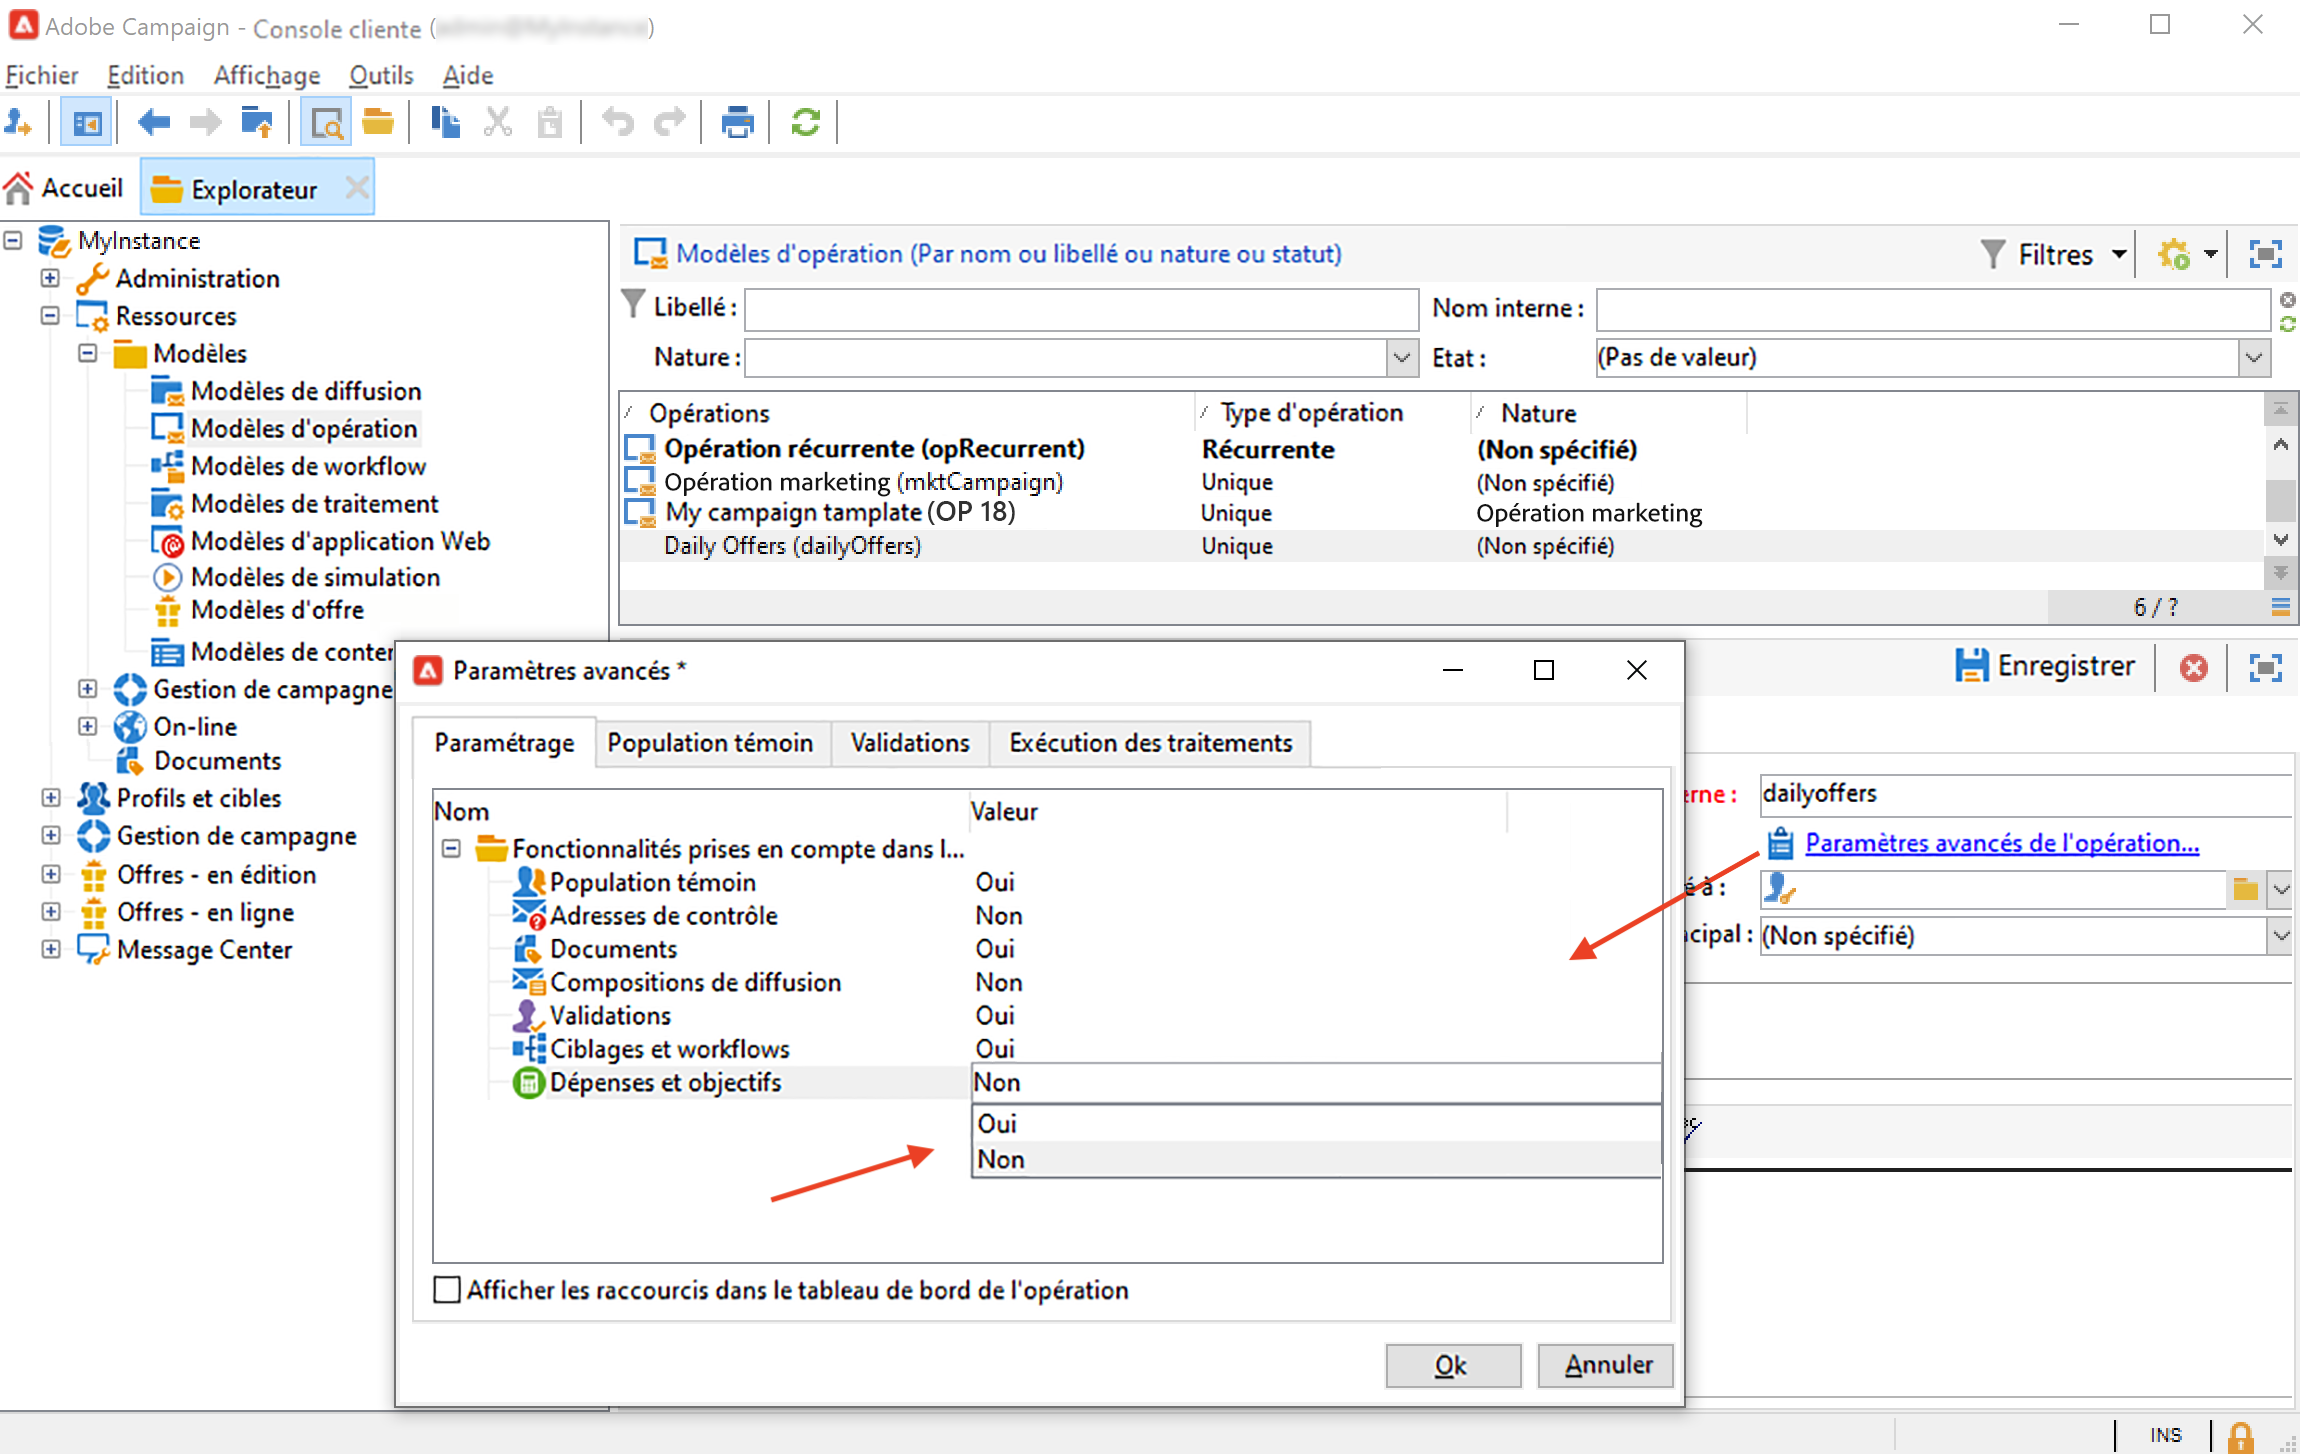 Adobe Campaign - Console cliente ( )
Fichier Edition Affichage Outils Aide
Accueil Explorateur
MyInstance
Administration
Ressources
Modèles
Modèles de diffusion
Modèles d'opération
Modèles de workflow
Modèles de traitement
Modèles d'application Web
Modèles de simulation
Modèles d'offre
Modèles de conter
Gestion de campagne
On-line
Documents
Profils et cibles
Gestion de campagne
Offres - en édition
Offres - en ligne
Message Center
Modèles d'opération (Par nom ou libellé ou nature ou statut) Filtres
Libellé : Nom interne :
Nature : Etat : (Pas de valeur)
Opérations Type d'opération Nature
Opération récurrente (opRecurrent) Récurrente (Non spécifié)
Opération marketing (mktCampaign) Unique (Non spécifié)
My campaign tamplate (OP 18) Unique Opération marketing
Daily Offers (dailyOffers) Unique (Non spécifié)
6 / ?
Enregistrer
erne : dailyoffers
Paramètres avancés de l'opération...
é à :
cipal : (Non spécifié)
Paramètres avancés *
Paramétrage Population témoin Validations Exécution des traitements
Nom Valeur
Fonctionnalités prises en compte dans l...
Population témoin Oui
Adresses de contrôle Non
Documents Oui
Compositions de diffusion Non
Validations Oui
Ciblages et workflows Oui
Dépenses et objectifs Non
Oui
Non
Afficher les raccourcis dans le tableau de bord de l'opération
Ok Annuler
INS